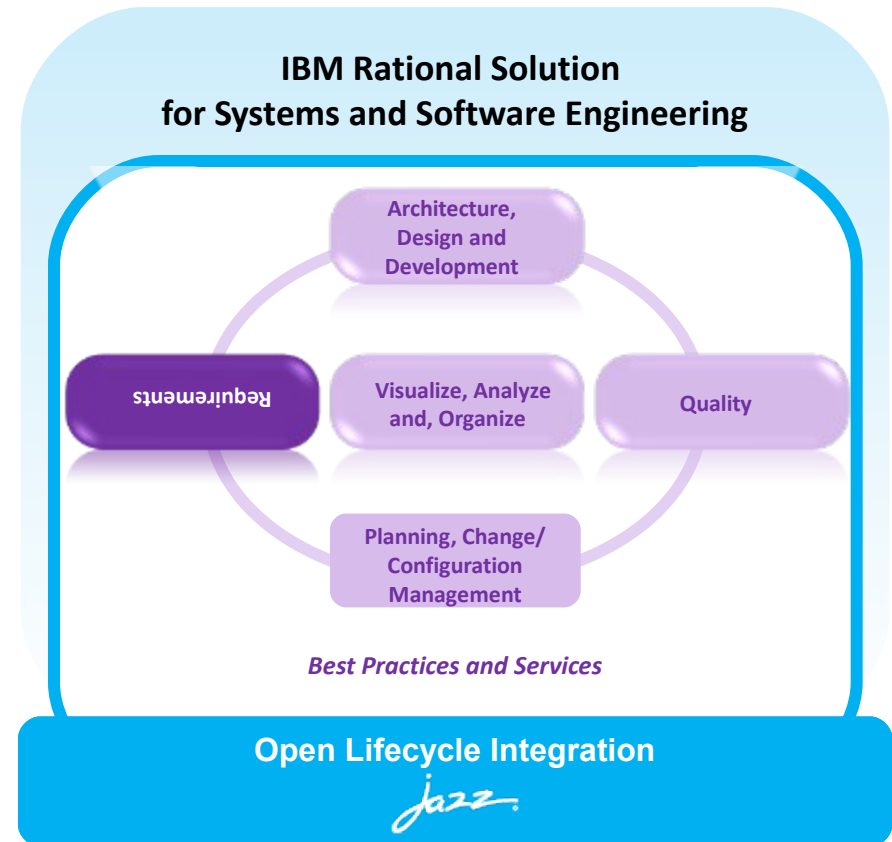 IBM Rational Solution
for Systems and Software Engineering
Architecture,
Design and
Development
Requirements
Visualize, Analyze
and, Organize
Quality
Planning, Change/
Configuration
Management
Best Practices and Services
Open Lifecycle Integration
jazz